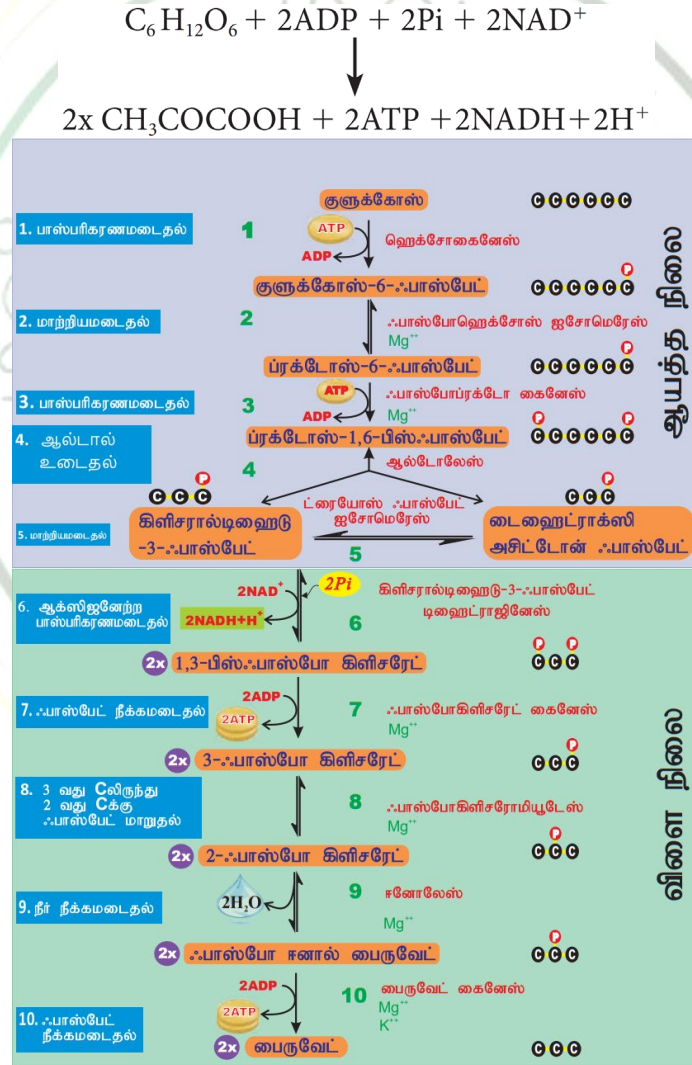 C₆H₁₂O₆ + 2ADP + 2Pi + 2NAD⁺
2x CH₃COCOOH + 2ATP +2NADH+2H⁺
குளுக்கோஸ்
C C C C C C
1. பாஸ்பரிகரணமடைதல்
1
ATP
ADP
ஹெக்சோகைனேஸ்
P
குளுக்கோஸ்-6-ஃபாஸ்பேட்
C C C C C C
2. மாற்றியமடைதல்
2
ஃபாஸ்போஹெக்சோஸ் ஐசோமெரேஸ்
Mg⁺⁺
P
ப்ரக்டோஸ்-6-ஃபாஸ்பேட்
C C C C C C
3. பாஸ்பரிகரணமடைதல்
3
ATP
ADP
ஃபாஸ்போப்ரக்டோ கைனேஸ்
Mg⁺⁺
P P
ப்ரக்டோஸ்-1,6-பிஸ்ஃபாஸ்பேட்
C C C C C C
4. ஆல்டால்
உடைதல்
4
ஆல்டோலேஸ்
P
C C C
கிளிசரால்டிஹைடு
-3-ஃபாஸ்பேட்
ட்ரையோஸ் ஃபாஸ்பேட்
ஐசோமெரேஸ்
P
C C C
டைஹைட்ராக்ஸி
அசிட்டோன் ஃபாஸ்பேட்
5. மாற்றியமடைதல்
5
ஆயத்த நிலை
6. ஆக்ஸிஜனேற்ற
பாஸ்பரிகரணமடைதல்
2NAD⁺
2Pi
2NADH+H⁺
6
கிளிசரால்டிஹைடு-3-ஃபாஸ்பேட்
டிஹைட்ராஜினேஸ்
P P
2x 1,3-பிஸ்ஃபாஸ்போ கிளிசரேட்
C C C
7. ஃபாஸ்பேட் நீக்கமடைதல்
2ADP
2ATP
7
ஃபாஸ்போகிளிசரேட் கைனேஸ்
Mg⁺⁺
P
2x 3-ஃபாஸ்போ கிளிசரேட்
C C C
8. 3 வது Cலிருந்து
2 வது Cக்கு
ஃபாஸ்பேட் மாறுதல்
8
ஃபாஸ்போகிளிசரோமியூடேஸ்
Mg⁺⁺
P
2x 2-ஃபாஸ்போ கிளிசரேட்
C C C
9. நீர் நீக்கமடைதல்
2H₂O
9
ஈனோலேஸ்
Mg⁺⁺
P
2x ஃபாஸ்போ ஈனால் பைருவேட்
C C C
10. ஃபாஸ்பேட்
நீக்கமடைதல்
2ADP
2ATP
10
பைருவேட் கைனேஸ்
Mg⁺⁺
K⁺⁺
2x பைருவேட்
C C C
விளை நிலை